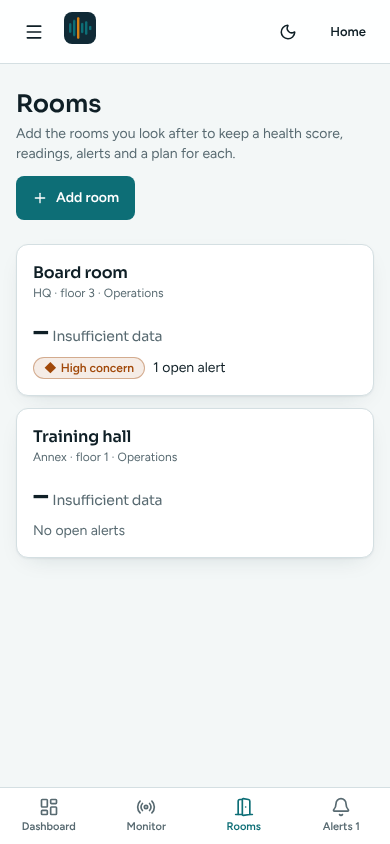 Home
Rooms
Add the rooms you look after to keep a health score,
readings, alerts and a plan for each.
+ Add room
Board room
HQ · floor 3 · Operations
– Insufficient data
◆ High concern 1 open alert
Training hall
Annex · floor 1 · Operations
– Insufficient data
No open alerts
Dashboard Monitor Rooms Alerts 1